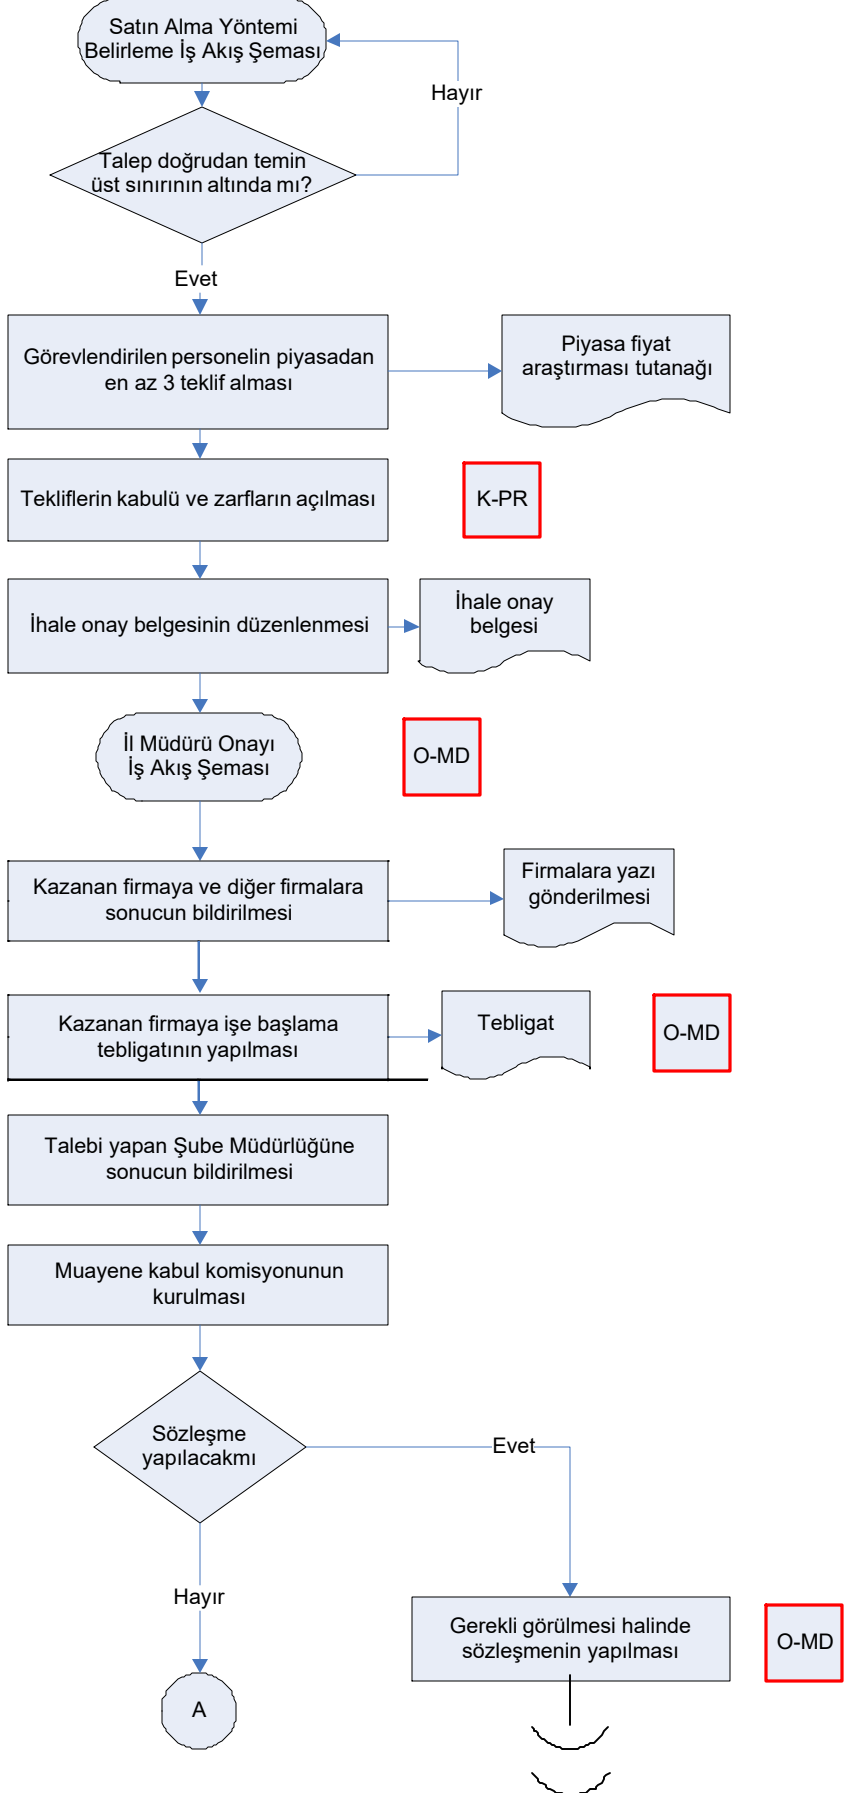 Satın Alma Yöntemi
Belirleme İş Akış Şeması
Hayır
Talep doğrudan temin
üst sınırının altında mı?
Evet
Görevlendirilen personelin piyasadan
en az 3 teklif alması
Piyasa fiyat
araştırması tutanağı
Tekliflerin kabulü ve zarfların açılması
K-PR
İhale onay belgesinin düzenlenmesi
İhale onay
belgesi
İl Müdürü Onayı
İş Akış Şeması
O-MD
Kazanan firmaya ve diğer firmalara
sonucun bildirilmesi
Firmalara yazı
gönderilmesi
Kazanan firmaya işe başlama
tebligatının yapılması
Tebligat
O-MD
Talebi yapan Şube Müdürlüğüne
sonucun bildirilmesi
Muayene kabul komisyonunun
kurulması
Sözleşme
yapılacakmı
Evet
Hayır
Gerekli görülmesi halinde
sözleşmenin yapılması
O-MD
A